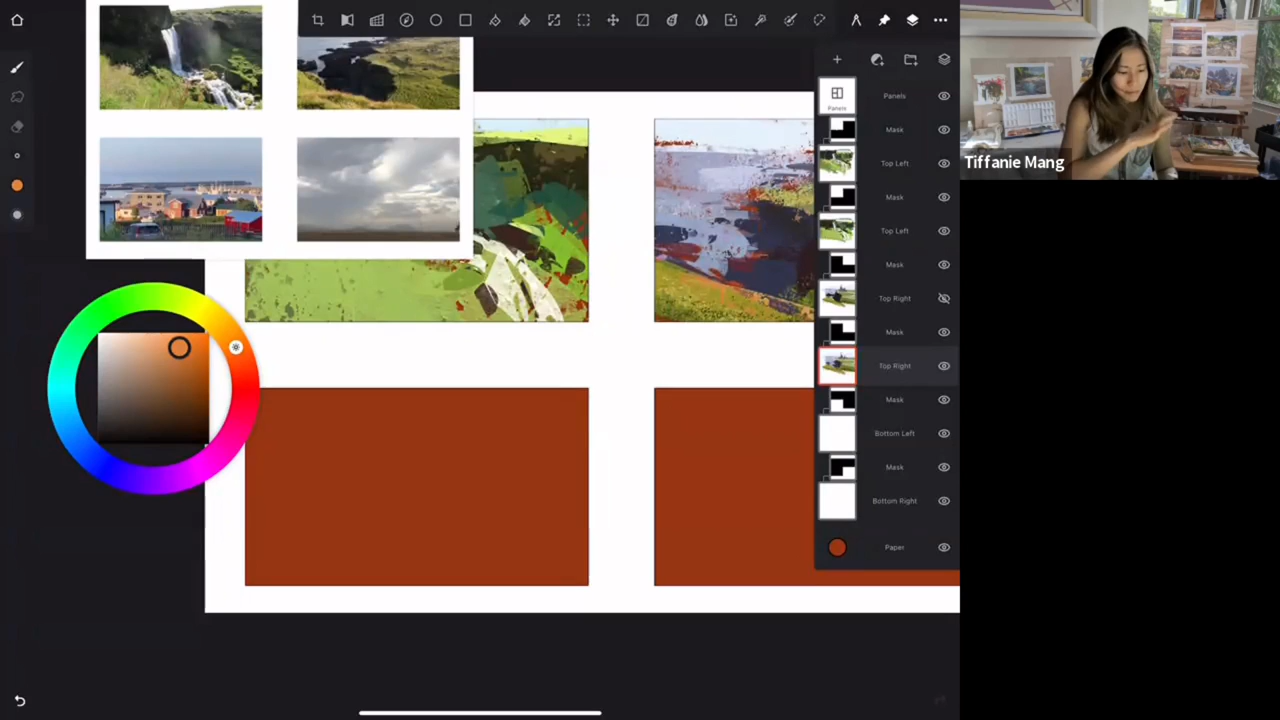 Panels
Panels
Mask
Top Left
Mask
Top Left
Mask
Top Right
Mask
Top Right
Mask
Bottom Left
Mask
Bottom Right
Paper
Tiffanie Mang